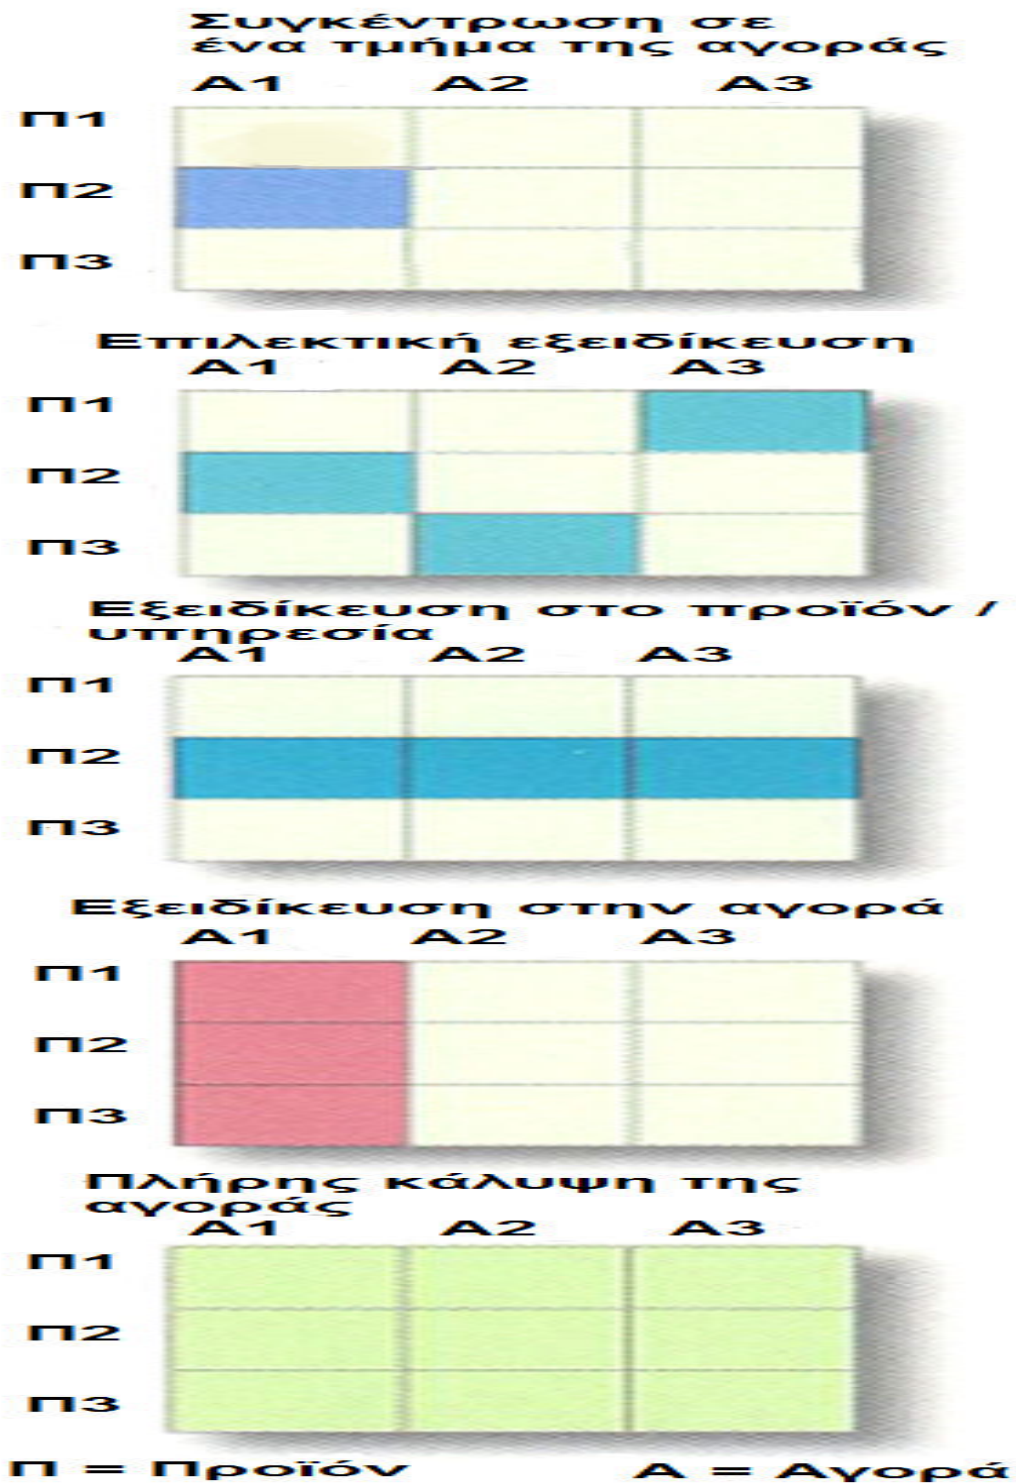 Συγκέντρωση σε
ένα τμήμα της αγοράς
Α1 Α2 Α3
Π1
Π2
Π3
Επιλεκτική εξειδίκευση
Α1 Α2 Α3
Π1
Π2
Π3
Εξειδίκευση στο προϊόν /
υπηρεσία
Α1 Α2 Α3
Π1
Π2
Π3
Εξειδίκευση στην αγορά
Α1 Α2 Α3
Π1
Π2
Π3
Πλήρης κάλυψη της
αγοράς
Α1 Α2 Α3
Π1
Π2
Π3
Π = Προϊόν Α = Αγορά